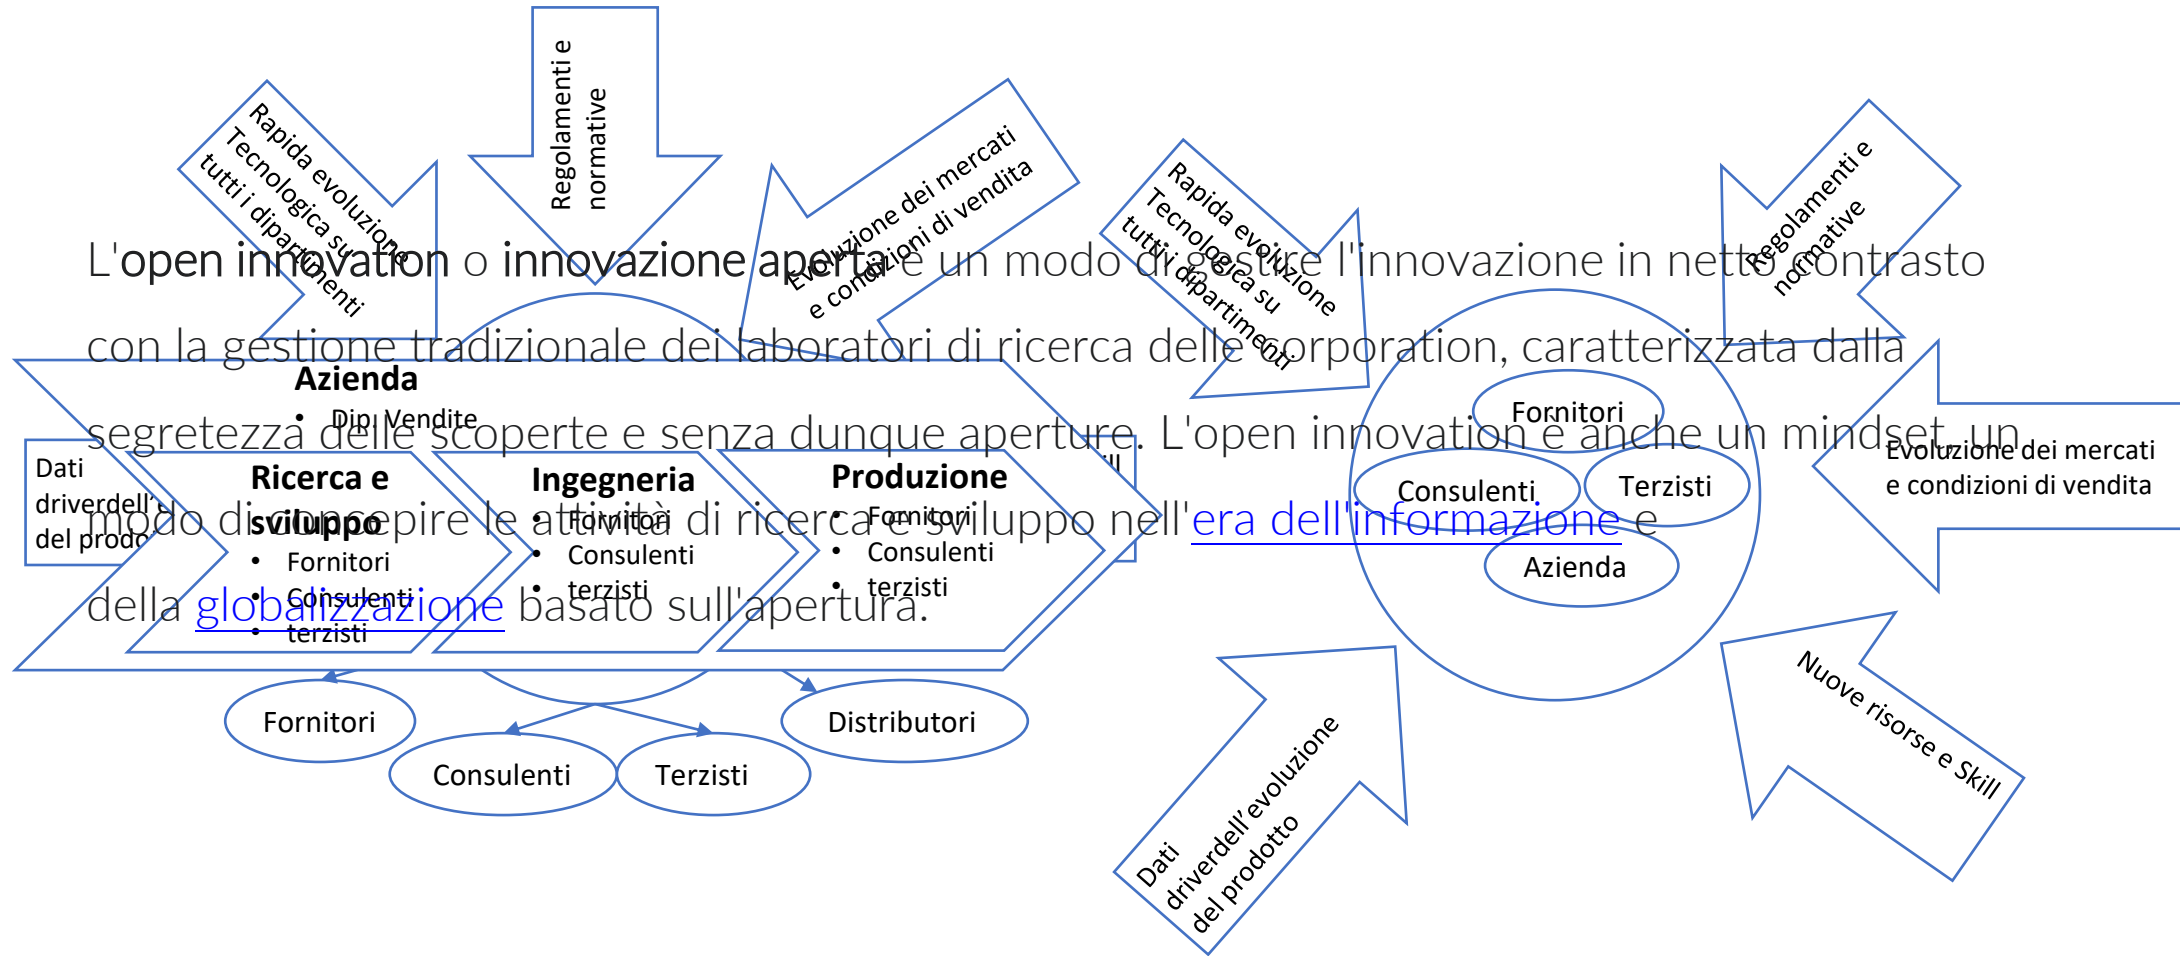 Rapida evoluzione
Tecnologica su
tutti i dipartimenti
Regolamenti e
normative
Evoluzione dei mercati
e condizioni di vendita
Rapida evoluzione
Tecnologica su
tutti i dipartimenti
Regolamenti e
normative
L'open innovation o innovazione aperta è un modo di gestire l'innovazione in netto contrasto
con la gestione tradizionale dei laboratori di ricerca delle corporation, caratterizzata dalla
segretezza delle scoperte e senza dunque aperture. L'open innovation è anche un mindset, un
modo di concepire le attività di ricerca e sviluppo nell'era dell'informazione e
della globalizzazione basato sull'apertura.
Azienda
• Dip. Vendite
Dati
driverdell'e
del prodo
Ricerca e
sviluppo
• Fornitori
• Consulenti
• terzisti
Ingegneria
• Fornitori
• Consulenti
• terzisti
Produzione
• Fornitori
• Consulenti
• terzisti
ill
Fornitori
Consulenti
Terzisti
Distributori
Fornitori
Consulenti
Terzisti
Azienda
Evoluzione dei mercati
e condizioni di vendita
Nuove risorse e Skill
Dati
driverdell'evoluzione
del prodotto